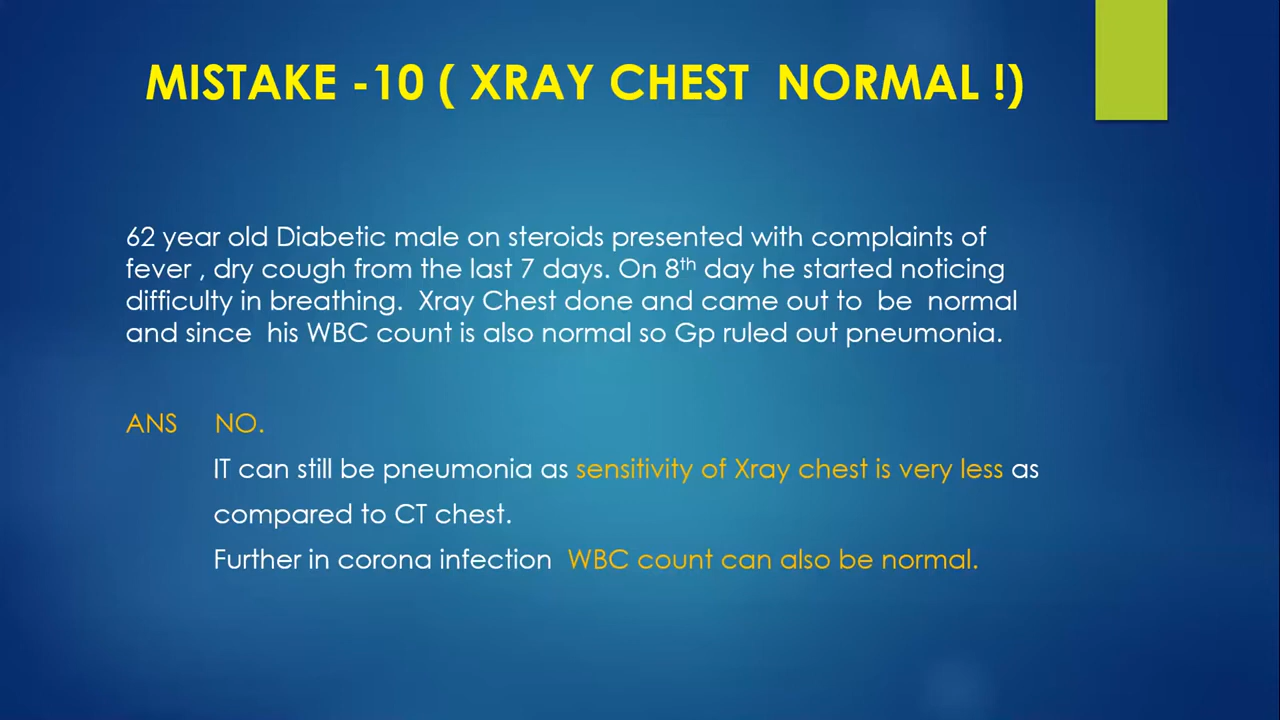 MISTAKE -10 ( XRAY CHEST  NORMAL !)
62 year old Diabetic male on steroids presented with complaints of
fever , dry cough from the last 7 days. On 8th day he started noticing
difficulty in breathing.  Xray Chest done and came out to  be  normal
and since  his WBC count is also normal so Gp ruled out pneumonia.
ANS    NO.
IT can still be pneumonia as sensitivity of Xray chest is very less as
compared to CT chest.
Further in corona infection  WBC count can also be normal.